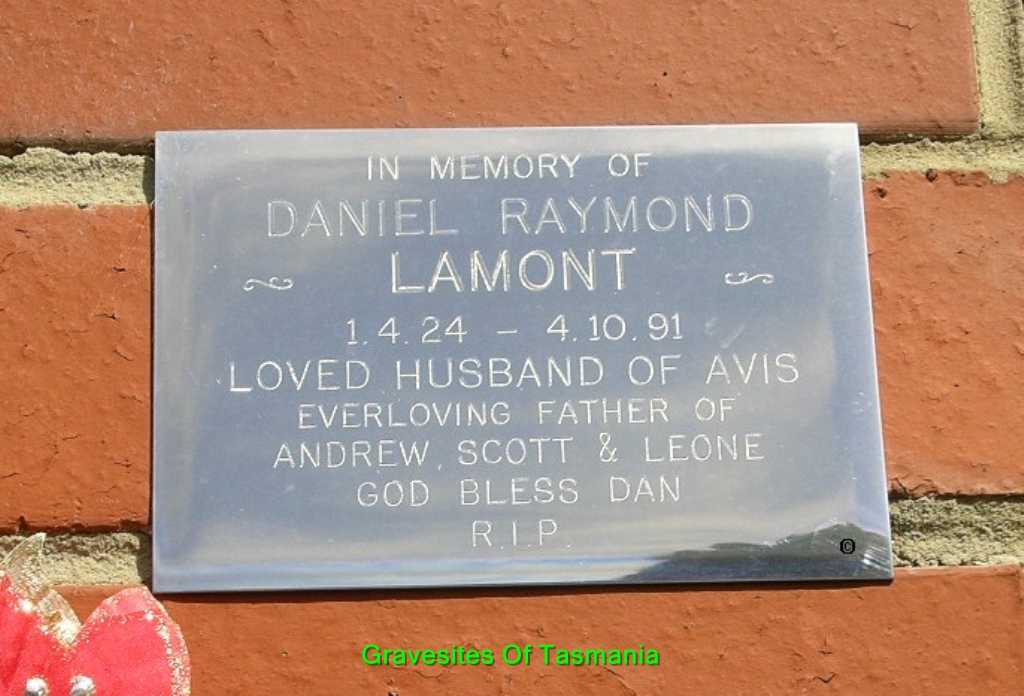 IN MEMORY OF
DANIEL RAYMOND
LAMONT
1.4.24 - 4.10.91
LOVED HUSBAND OF AVIS
EVERLOVING FATHER OF
ANDREW, SCOTT & LEONE
GOD BLESS DAN
R.I.P.
©
Gravesites Of Tasmania